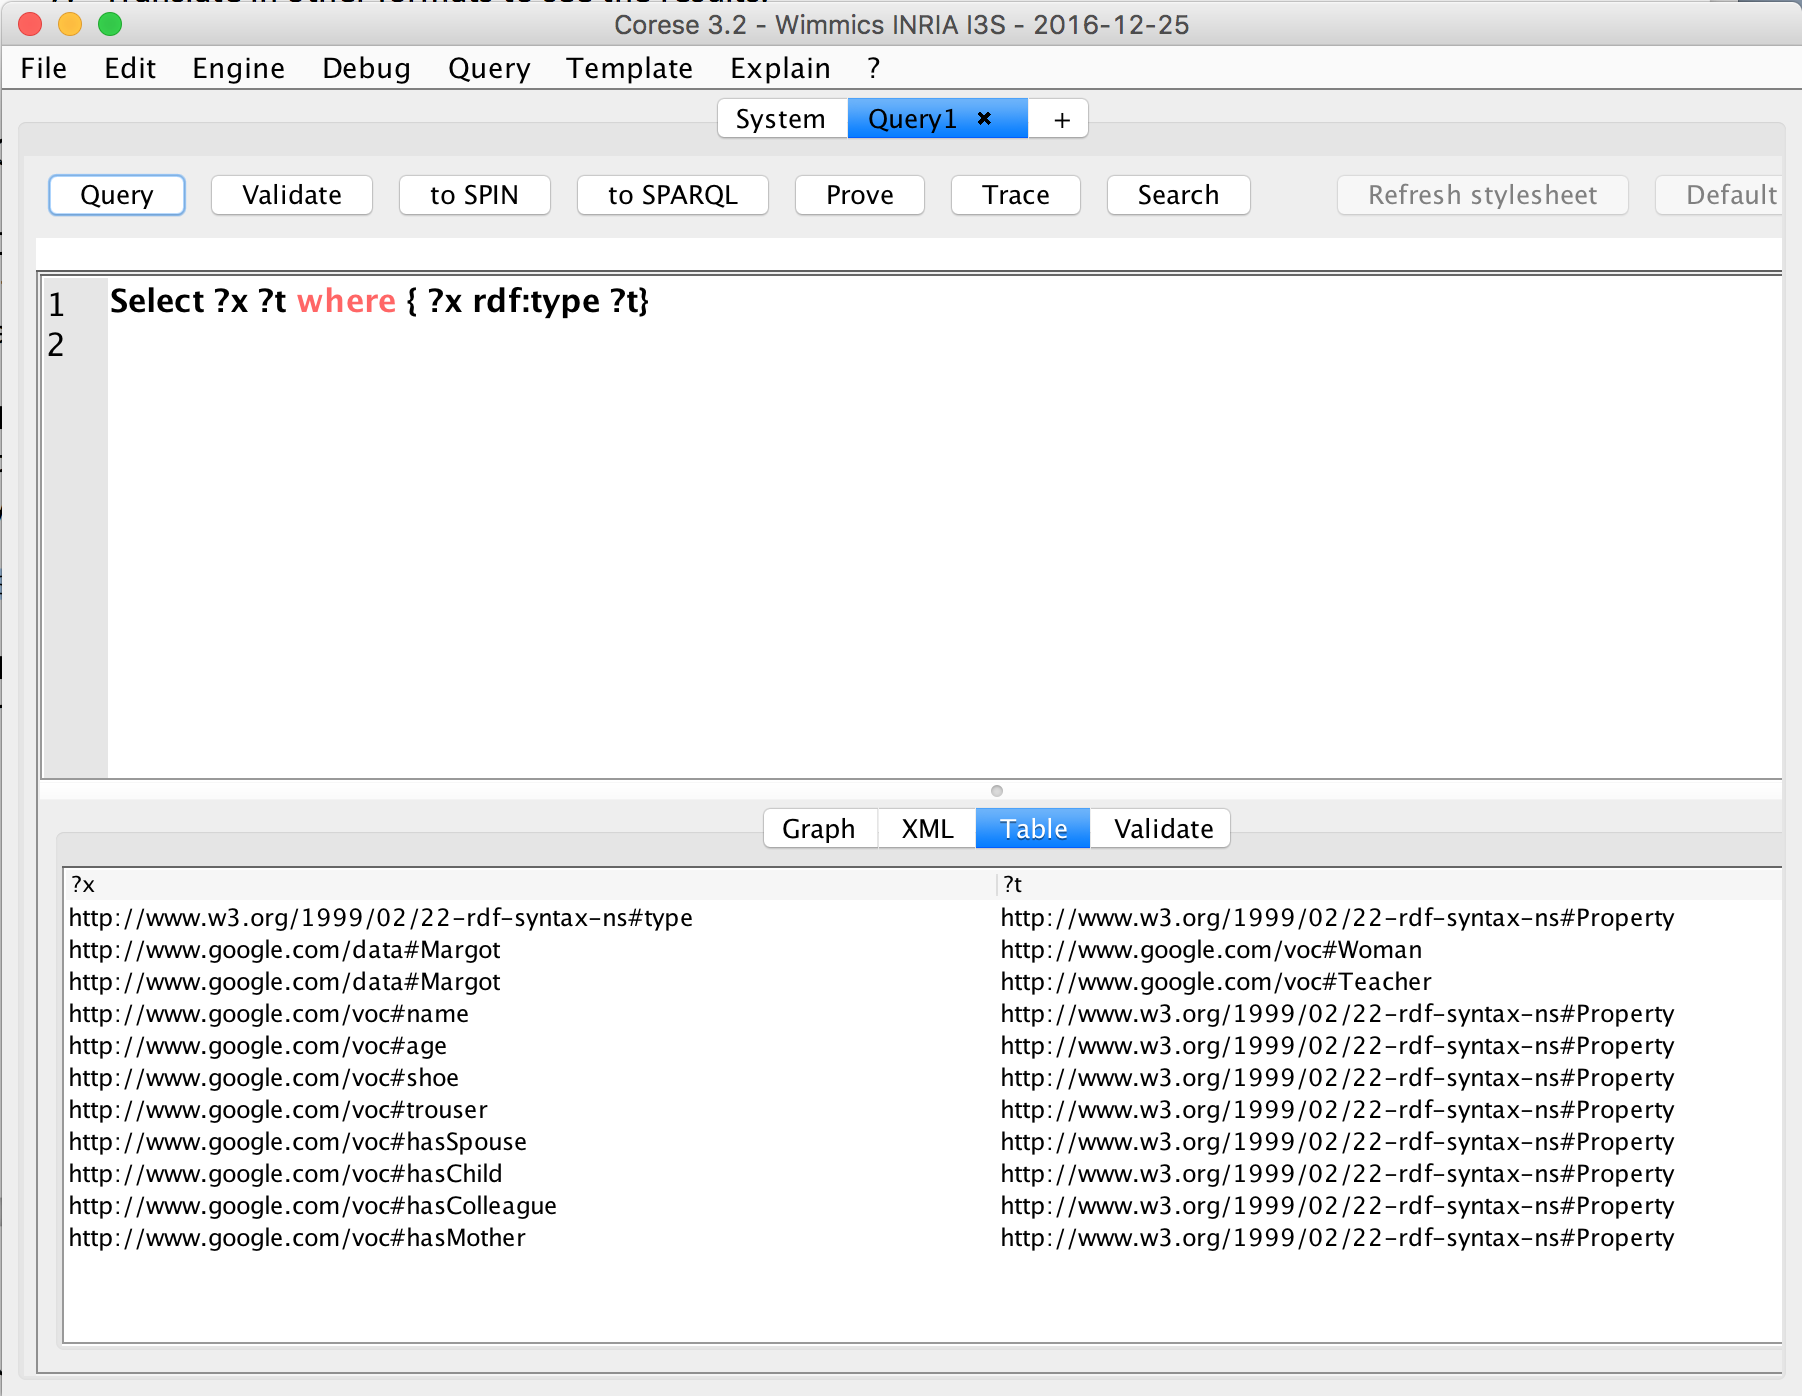 Corese 3.2 - Wimmics INRIA I3S - 2016-12-25
File Edit Engine Debug Query Template Explain ?
System Query1 × +
Query Validate to SPIN to SPARQL Prove Trace Search Refresh stylesheet Default
1 Select ?x ?t where { ?x rdf:type ?t}
2
Graph XML Table Validate
?x ?t
http://www.w3.org/1999/02/22-rdf-syntax-ns#type http://www.w3.org/1999/02/22-rdf-syntax-ns#Property
http://www.google.com/data#Margot http://www.google.com/voc#Woman
http://www.google.com/data#Margot http://www.google.com/voc#Teacher
http://www.google.com/voc#name http://www.w3.org/1999/02/22-rdf-syntax-ns#Property
http://www.google.com/voc#age http://www.w3.org/1999/02/22-rdf-syntax-ns#Property
http://www.google.com/voc#shoe http://www.w3.org/1999/02/22-rdf-syntax-ns#Property
http://www.google.com/voc#trouser http://www.w3.org/1999/02/22-rdf-syntax-ns#Property
http://www.google.com/voc#hasSpouse http://www.w3.org/1999/02/22-rdf-syntax-ns#Property
http://www.google.com/voc#hasChild http://www.w3.org/1999/02/22-rdf-syntax-ns#Property
http://www.google.com/voc#hasColleague http://www.w3.org/1999/02/22-rdf-syntax-ns#Property
http://www.google.com/voc#hasMother http://www.w3.org/1999/02/22-rdf-syntax-ns#Property